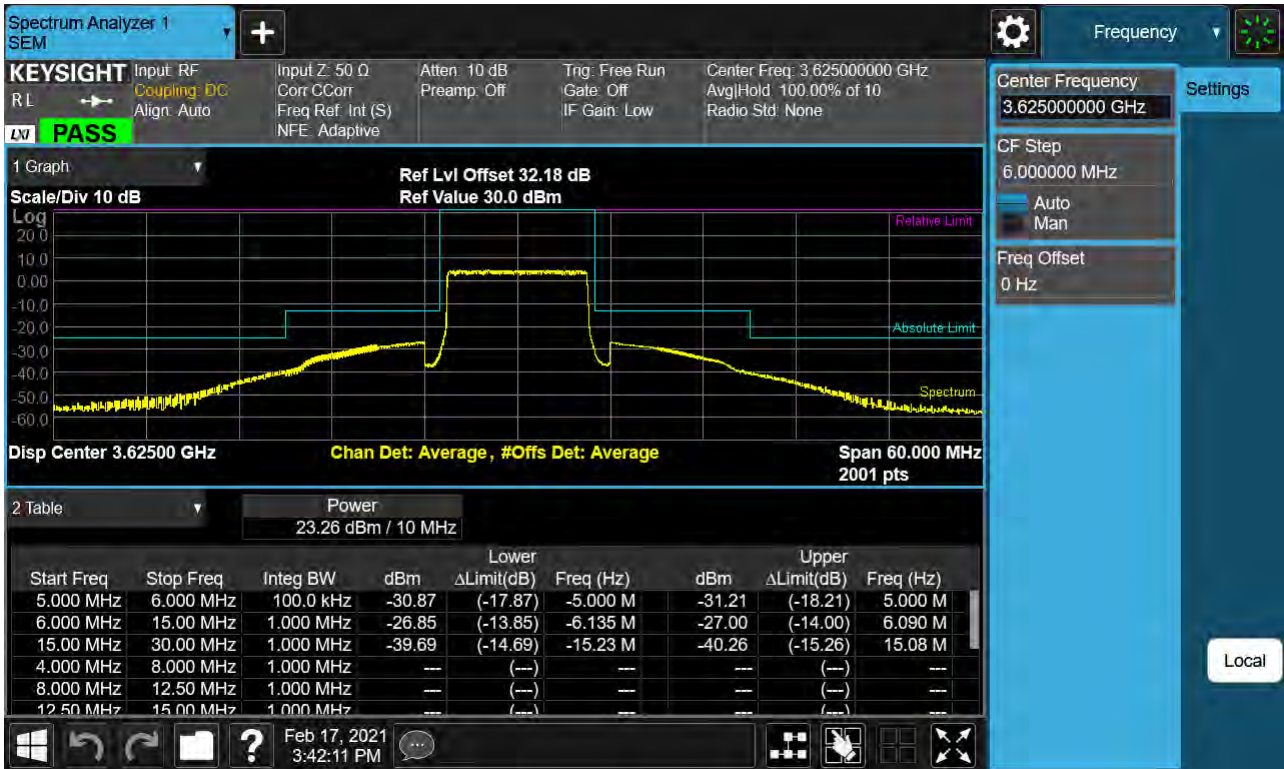 Spectrum Analyzer 1
SEM
Frequency
KEYSIGHT
R L
LXI
PASS
Input: RF
Coupling: DC
Align: Auto
Input Z: 50 Ω
Corr CCorr
Freq Ref: Int (S)
NFE: Adaptive
Atten: 10 dB
Preamp: Off
Trig: Free Run
Gate: Off
IF Gain: Low
Center Freq: 3.625000000 GHz
Avg|Hold: 100.00% of 10
Radio Std: None
Center Frequency
3.625000000 GHz
Settings
CF Step
6.000000 MHz
Auto
Man
Freq Offset
0 Hz
Local
1 Graph
Scale/Div 10 dB
Ref Lvl Offset 32.18 dB
Ref Value 30.0 dBm
Log
20.0
10.0
0.00
-10.0
-20.0
-30.0
-40.0
-50.0
-60.0
Relative Limit
Absolute Limit
Spectrum
Disp Center 3.62500 GHz Chan Det: Average, #Offs Det: Average Span 60.000 MHz
2001 pts
2 Table
Power
23.26 dBm / 10 MHz
Lower Upper
Start Freq Stop Freq Integ BW dBm ΔLimit(dB) Freq (Hz) dBm ΔLimit(dB) Freq (Hz)
5.000 MHz 6.000 MHz 100.0 kHz -30.87 (-17.87) -5.000 M -31.21 (-18.21) 5.000 M
6.000 MHz 15.00 MHz 1.000 MHz -26.85 (-13.85) -6.135 M -27.00 (-14.00) 6.090 M
15.00 MHz 30.00 MHz 1.000 MHz -39.69 (-14.69) -15.23 M -40.26 (-15.26) 15.08 M
4.000 MHz 8.000 MHz 1.000 MHz --- (---) --- --- (---) ---
8.000 MHz 12.50 MHz 1.000 MHz --- (---) --- --- (---) ---
12.50 MHz 15.00 MHz 1.000 MHz --- (---) --- --- (---) ---
?
Feb 17, 2021
3:42:11 PM